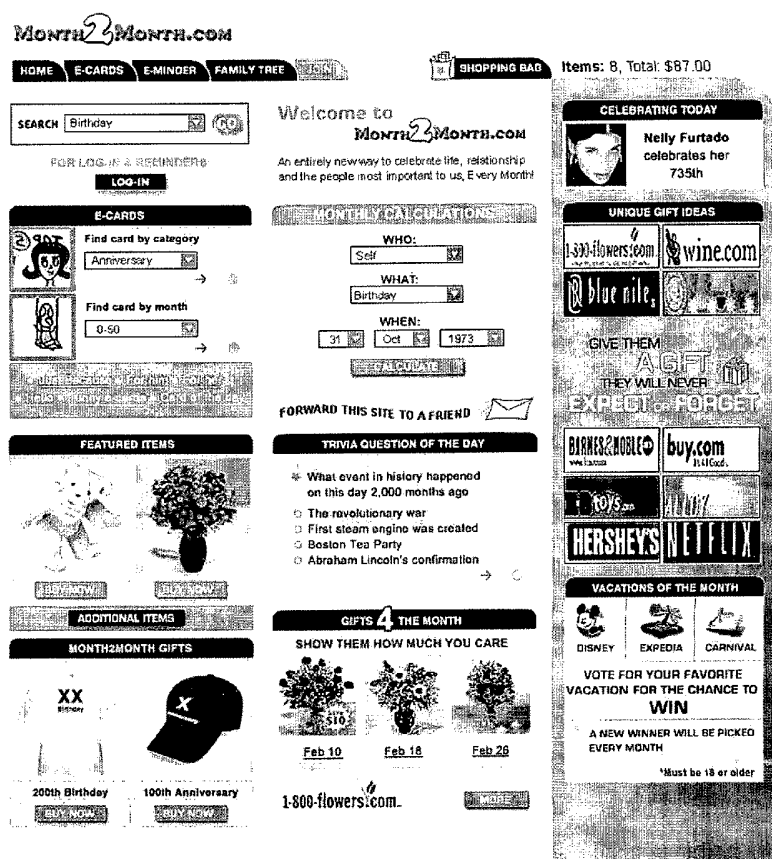 MONTH2MONTH.COM
HOME E-CARDS E-MINDER FAMILY TREE JOIN
SHOPPING BAG
Items: 8, Total: $87.00
SEARCH Birthday GO
FOR LOG-IN & REMINDERS
LOG-IN
E-CARDS
Find card by category
Anniversary
Find card by month
0-50
FEATURED ITEMS
BUY NOW BUY NOW
ADDITIONAL ITEMS
MONTH2MONTH GIFTS
XX
Birthday
X
200th Birthday 100th Anniversary
BUY NOW BUY NOW
Welcome to
MONTH2MONTH.COM
An entirely new way to celebrate life, relationship
and the people most important to us, Every Month!
MONTHLY CALCULATIONS
WHO:
Self
WHAT:
Birthday
WHEN:
31 Oct 1973
CALCULATE
FORWARD THIS SITE TO A FRIEND
TRIVIA QUESTION OF THE DAY
What event in history happened
on this day 2,000 months ago
The revolutionary war
First steam engine was created
Boston Tea Party
Abraham Lincoln's confirmation
GIFTS 4 THE MONTH
SHOW THEM HOW MUCH YOU CARE
$10
Feb 10 Feb 18 Feb 26
1-800-flowers.com
MORE
CELEBRATING TODAY
Nelly Furtado
celebrates her
735th
UNIQUE GIFT IDEAS
1-800-flowers.com wine.com
blue nile
GIVE THEM
A GIFT
THEY WILL NEVER
EXPECT or FORGET
BARNES&NOBLE buy.com
toys
HERSHEY'S NETFLIX
VACATIONS OF THE MONTH
DISNEY EXPEDIA CARNIVAL
VOTE FOR YOUR FAVORITE
VACATION FOR THE CHANCE TO
WIN
A NEW WINNER WILL BE PICKED
EVERY MONTH
*Must be 18 or older